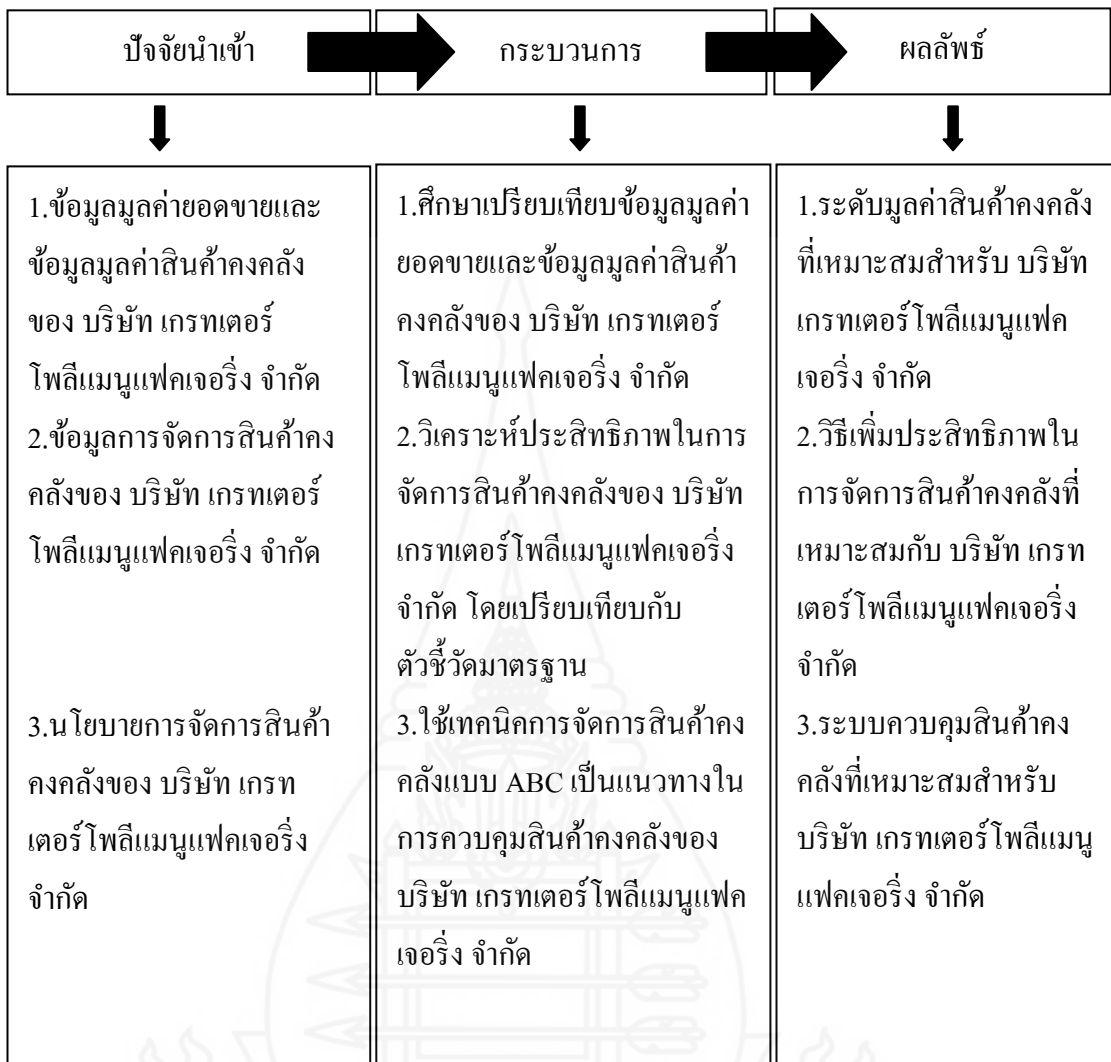 ปัจจัยนำเข้า
กระบวนการ
ผลลัพธ์
1.ข้อมูลมูลค่ายอดขายและ
ข้อมูลมูลค่าสินค้าคงคลัง
ของ บริษัท เกรทเตอร์
โพลีแมนูแฟคเจอริ่ง จำกัด
2.ข้อมูลการจัดการสินค้าคง
คลังของ บริษัท เกรทเตอร์
โพลีแมนูแฟคเจอริ่ง จำกัด
3.นโยบายการจัดการสินค้า
คงคลังของ บริษัท เกรท
เตอร์โพลีแมนูแฟคเจอริ่ง
จำกัด
1.ศึกษาเปรียบเทียบข้อมูลมูลค่า
ยอดขายและข้อมูลมูลค่าสินค้า
คงคลังของ บริษัท เกรทเตอร์
โพลีแมนูแฟคเจอริ่ง จำกัด
2.วิเคราะห์ประสิทธิภาพในการ
จัดการสินค้าคงคลังของ บริษัท
เกรทเตอร์โพลีแมนูแฟคเจอริ่ง
จำกัด โดยเปรียบเทียบกับ
ตัวชี้วัดมาตรฐาน
3.ใช้เทคนิคการจัดการสินค้าคง
คลังแบบ ABC เป็นแนวทางใน
การควบคุมสินค้าคงคลังของ
บริษัท เกรทเตอร์โพลีแมนูแฟค
เจอริ่ง จำกัด
1.ระดับมูลค่าสินค้าคงคลัง
ที่เหมาะสมสำหรับ บริษัท
เกรทเตอร์โพลีแมนูแฟค
เจอริ่ง จำกัด
2.วิธีเพิ่มประสิทธิภาพใน
การจัดการสินค้าคงคลังที่
เหมาะสมกับ บริษัท เกรท
เตอร์โพลีแมนูแฟคเจอริ่ง
จำกัด
3.ระบบควบคุมสินค้าคง
คลังที่เหมาะสมสำหรับ
บริษัท เกรทเตอร์โพลีแมนู
แฟคเจอริ่ง จำกัด